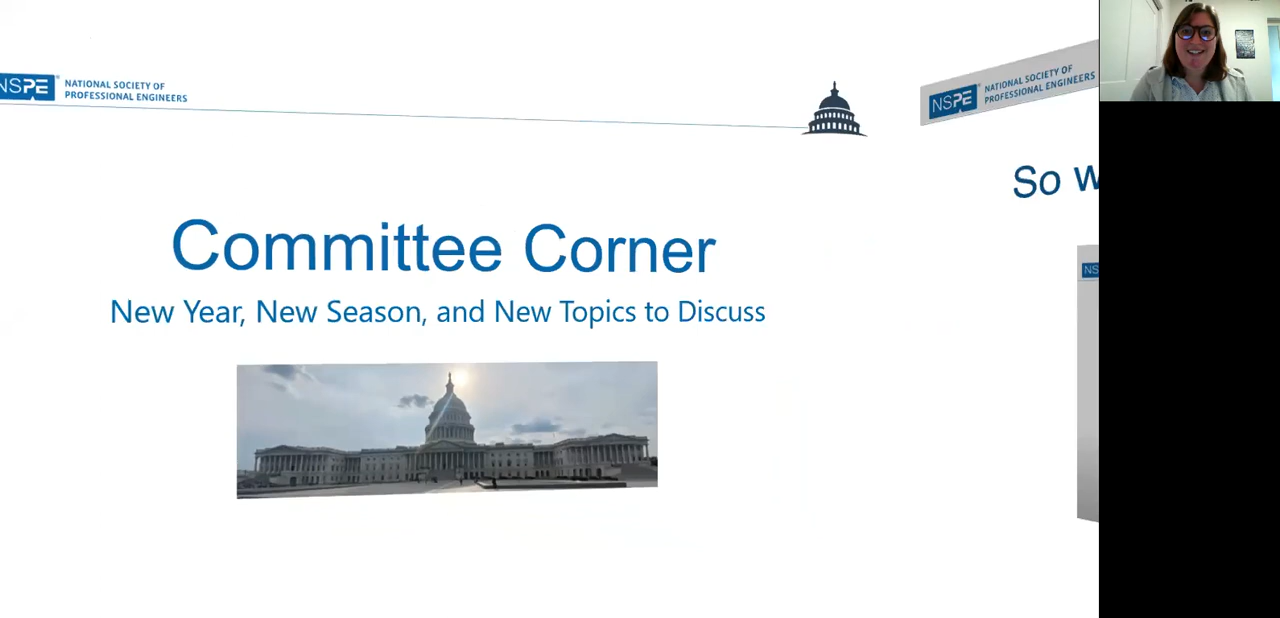 NSPE NATIONAL SOCIETY OF
PROFESSIONAL ENGINEERS
Committee Corner
New Year, New Season, and New Topics to Discuss
NSPE NATIONAL SOCIETY OF
PROFESSIONAL ENGINEERS
So w
NS